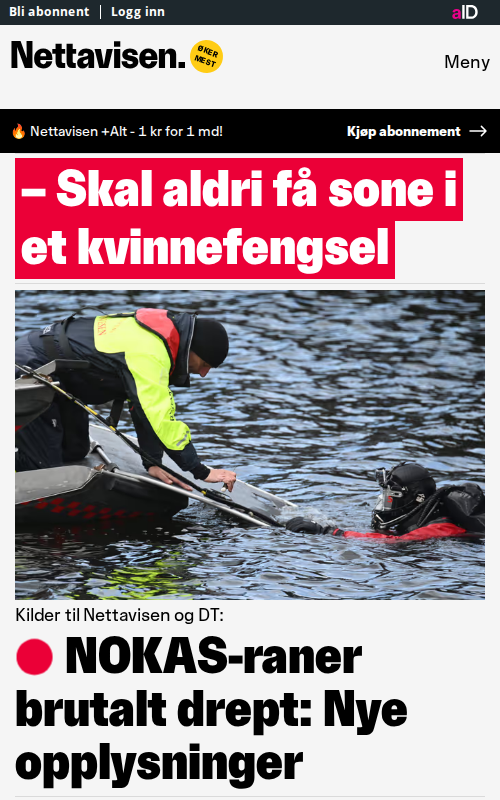 Bli abonnent | Logg inn
aID
Nettavisen.
ØKER
MEST
Meny
🔥 Nettavisen +Alt - 1 kr for 1 md!
Kjøp abonnement →
– Skal aldri få sone i
et kvinnefengsel
Kilder til Nettavisen og DT:
🔴 NOKAS-raner
brutalt drept: Nye
opplysninger